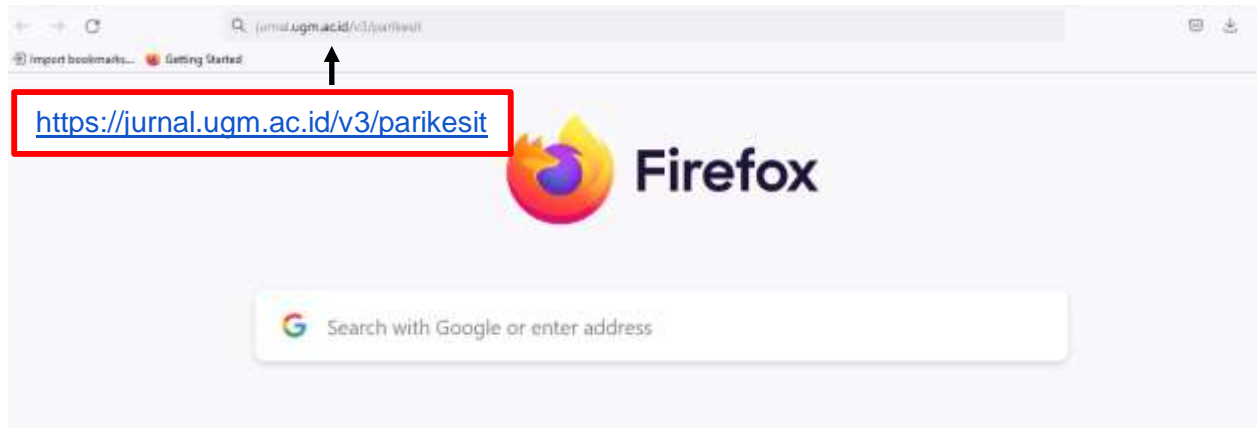 jurnal.ugm.ac.id/v3/parikesit
Import bookmarks... Getting Started
https://jurnal.ugm.ac.id/v3/parikesit
Firefox
G Search with Google or enter address